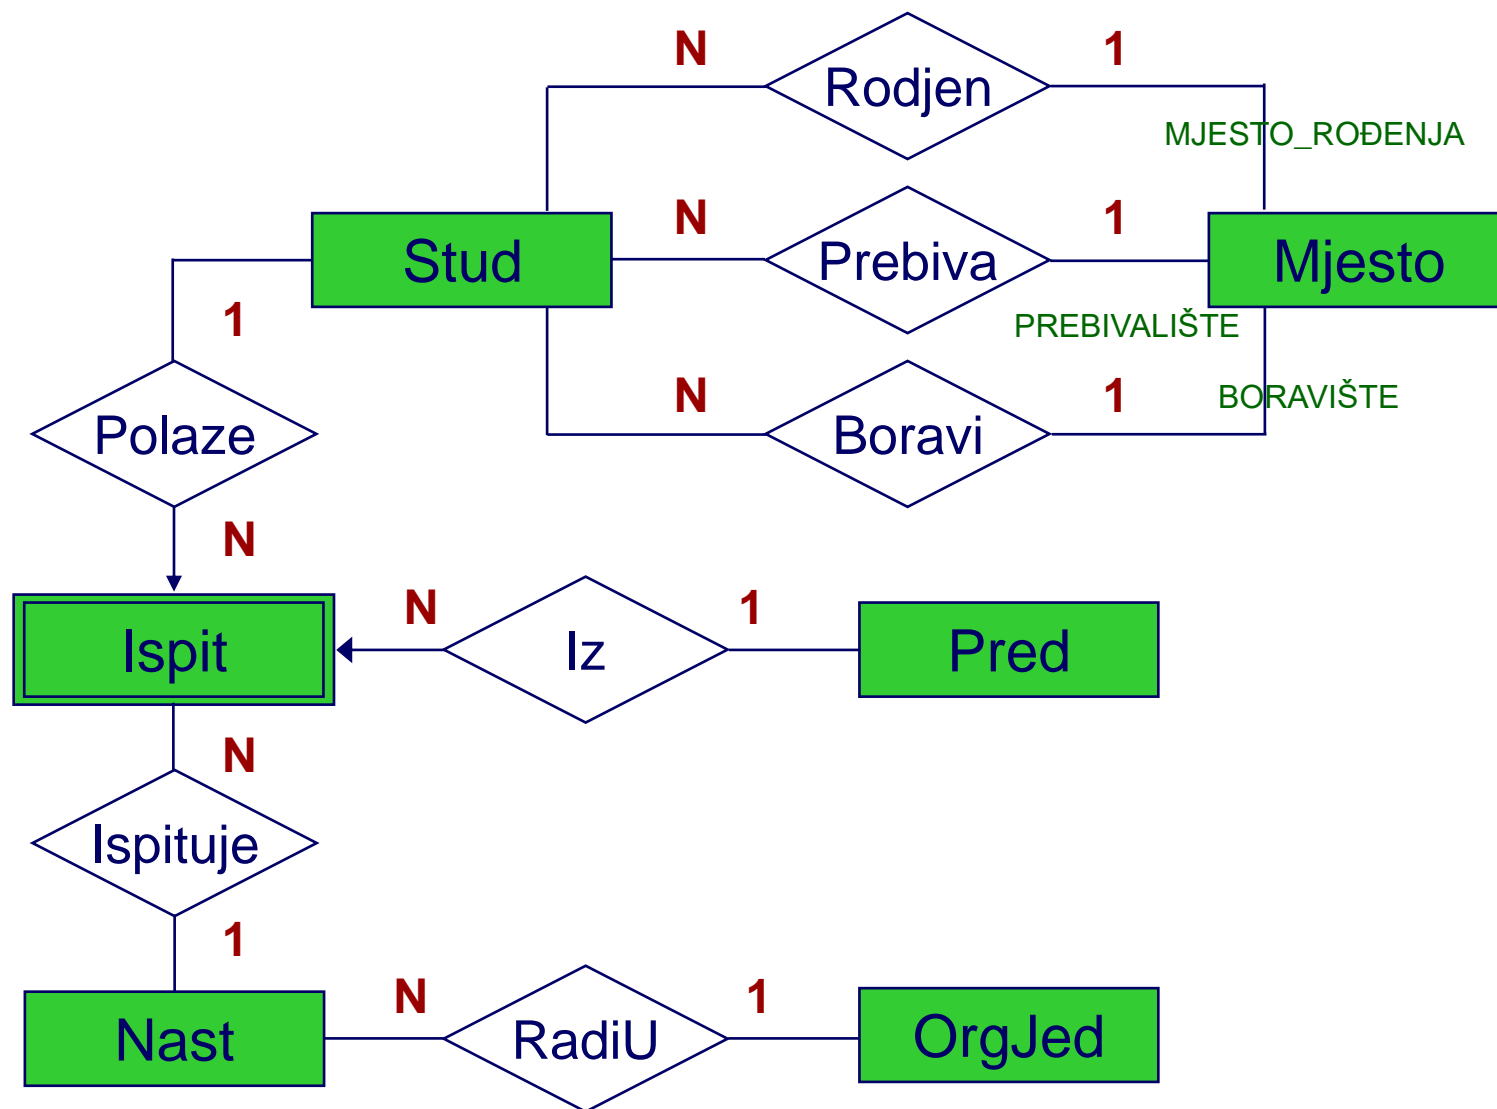 N
1
Rodjen
MJESTO_ROĐENJA
N
1
Stud
Prebiva
Mjesto
1
PREBIVALIŠTE
N
1
BORAVIŠTE
Polaze
Boravi
N
N
1
Ispit
Iz
Pred
N
Ispituje
1
N
1
Nast
RadiU
OrgJed